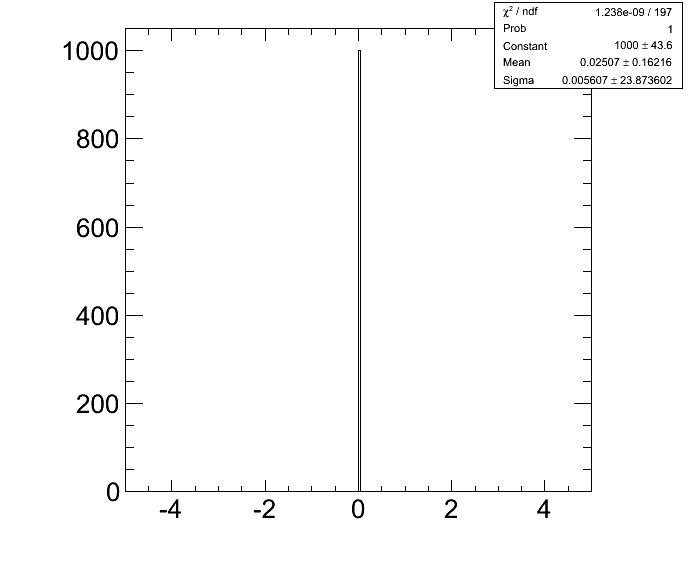 χ² / ndf 1.238e-09 / 197
Prob 1
Constant 1000 ± 43.6
Mean 0.02507 ± 0.16216
Sigma 0.005607 ± 23.873602
1000
800
600
400
200
0
-4 -2 0 2 4